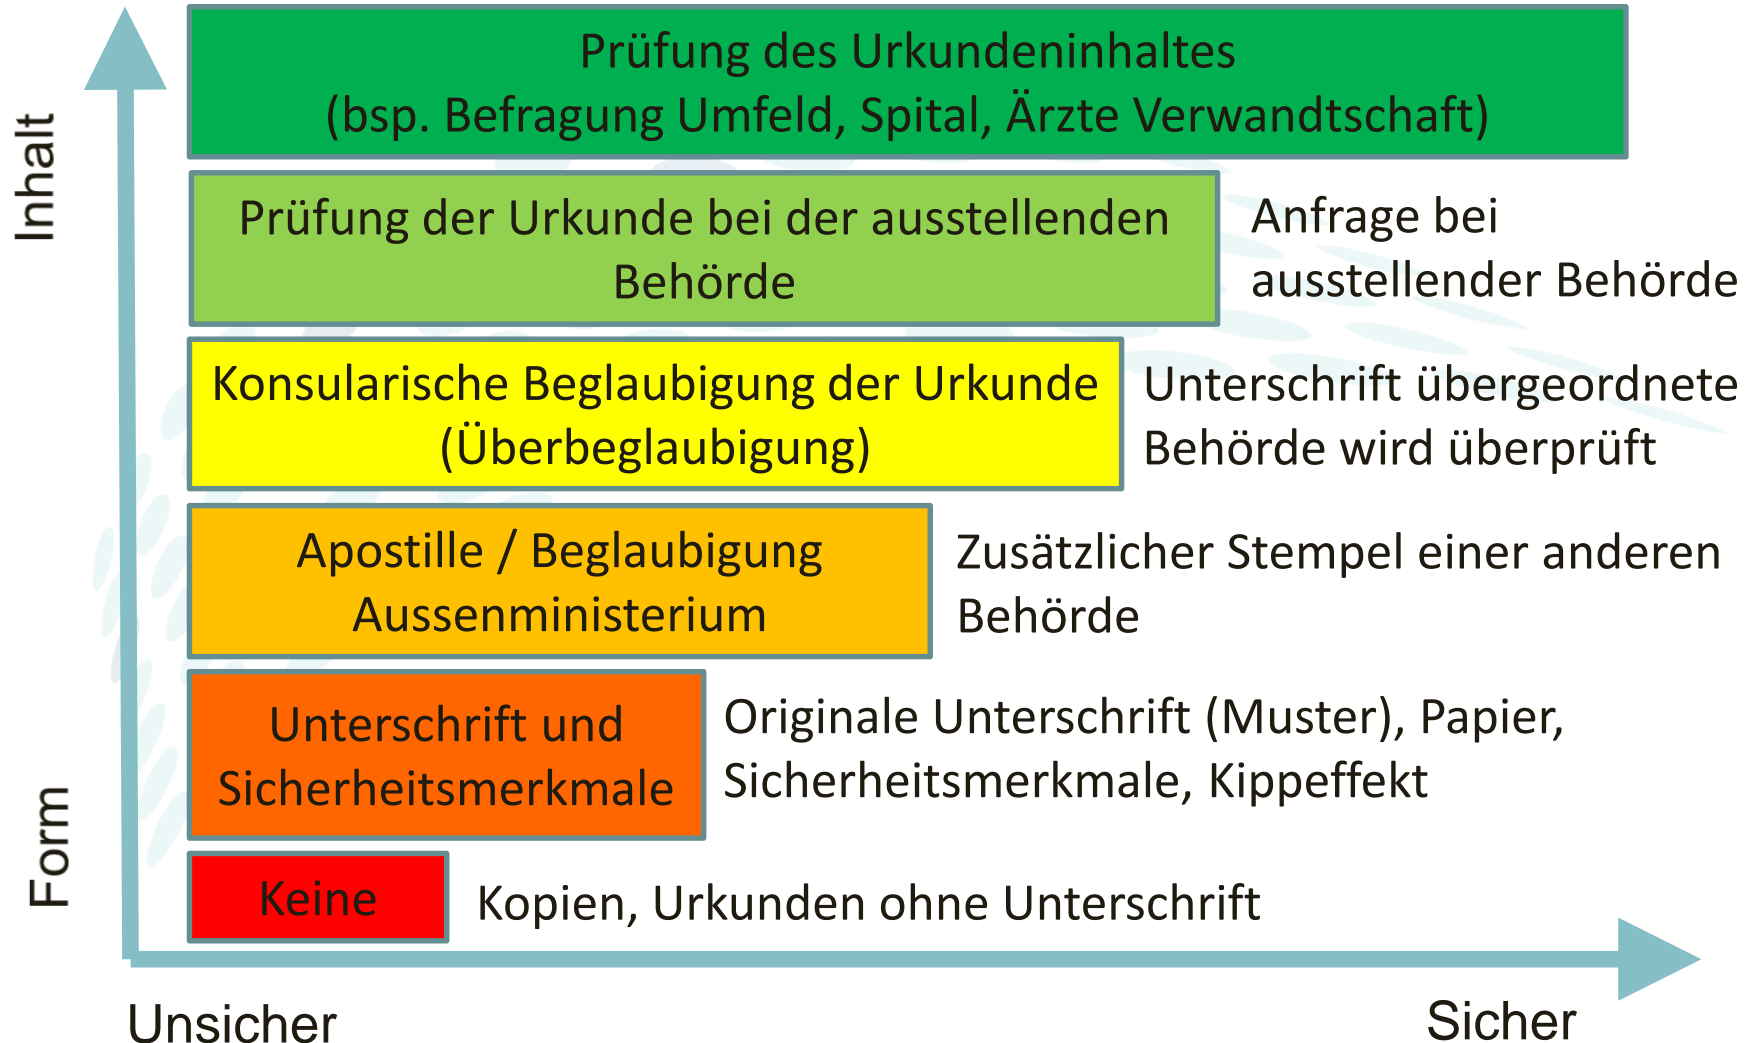 Inhalt
Prüfung des Urkundeninhaltes
(bsp. Befragung Umfeld, Spital, Ärzte Verwandtschaft)
Prüfung der Urkunde bei der ausstellenden
Behörde
Anfrage bei
ausstellender Behörde
Konsularische Beglaubigung der Urkunde
(Überbeglaubigung)
Unterschrift übergeordnete
Behörde wird überprüft
Apostille / Beglaubigung
Aussenministerium
Zusätzlicher Stempel einer anderen
Behörde
Unterschrift und
Sicherheitsmerkmale
Originale Unterschrift (Muster), Papier,
Sicherheitsmerkmale, Kippeffekt
Form
Keine
Kopien, Urkunden ohne Unterschrift
Unsicher
Sicher